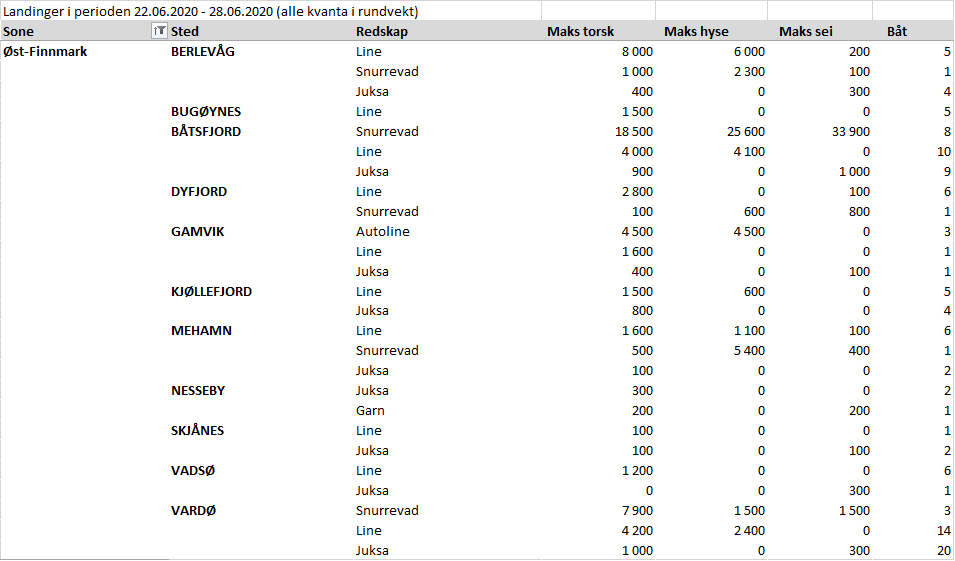 Landinger i perioden 22.06.2020 - 28.06.2020 (alle kvanta i rundvekt)
Sone Sted Redskap Maks torsk Maks hyse Maks sei Båt
Øst-Finnmark BERLEVÅG Line 8 000 6 000 200 5
Snurrevad 1 000 2 300 100 1
Juksa 400 0 300 4
BUGØYNES Line 1 500 0 0 5
BÅTSFJORD Snurrevad 18 500 25 600 33 900 8
Line 4 000 4 100 0 10
Juksa 900 0 1 000 9
DYFJORD Line 2 800 0 100 6
Snurrevad 100 600 800 1
GAMVIK Autoline 4 500 4 500 0 3
Line 1 600 0 0 1
Juksa 400 0 100 1
KJØLLEFJORD Line 1 500 600 0 5
Juksa 800 0 0 4
MEHAMN Line 1 600 1 100 100 6
Snurrevad 500 5 400 400 1
Juksa 100 0 0 2
NESSEBY Juksa 300 0 0 2
Garn 200 0 200 1
SKJÅNES Line 100 0 0 1
Juksa 100 0 100 2
VADSØ Line 1 200 0 0 6
Juksa 0 0 300 1
VARDØ Snurrevad 7 900 1 500 1 500 3
Line 4 200 2 400 0 14
Juksa 1 000 0 300 20